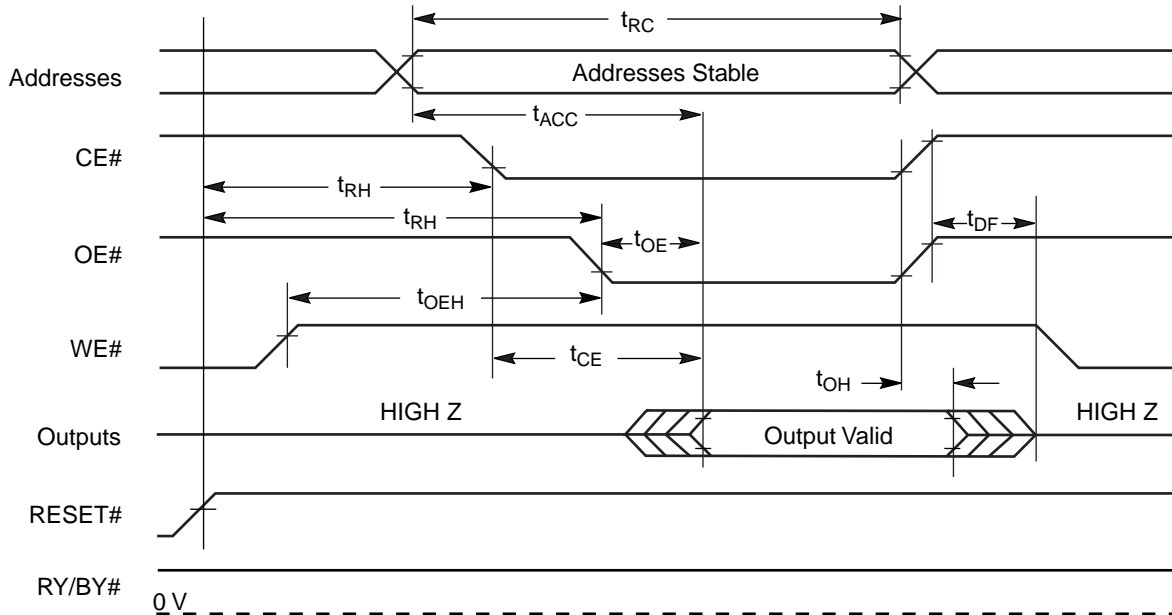 tRC
Addresses
Addresses Stable
tACC
CE#
tRH
tRH
tDF
OE#
tOE
tOEH
WE#
tCE
tOH
HIGH Z
HIGH Z
Outputs
Output Valid
RESET#
RY/BY#
0 V